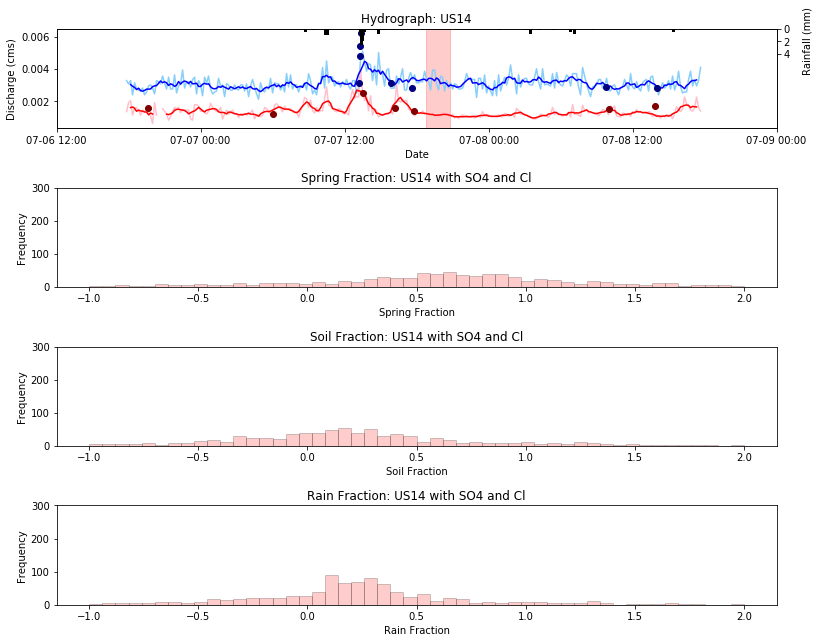 Hydrograph: US14
Discharge (cms)
0.006
0.004
0.002
0
2
4
Rainfall (mm)
07-06 12:00 07-07 00:00 07-07 12:00 07-08 00:00 07-08 12:00 07-09 00:00
Date
Spring Fraction: US14 with SO4 and Cl
Frequency
300
200
100
0
−1.0 −0.5 0.0 0.5 1.0 1.5 2.0
Spring Fraction
Soil Fraction: US14 with SO4 and Cl
Frequency
300
200
100
0
−1.0 −0.5 0.0 0.5 1.0 1.5 2.0
Soil Fraction
Rain Fraction: US14 with SO4 and Cl
Frequency
300
200
100
0
−1.0 −0.5 0.0 0.5 1.0 1.5 2.0
Rain Fraction